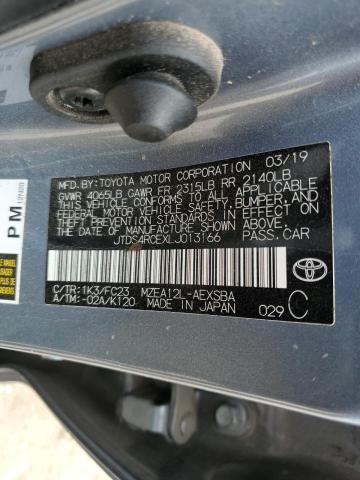 MFD. BY: TOYOTA MOTOR CORPORATION 03/19
GVWR 4065LB GAWR FR 2315LB RR 2140LB
THIS VEHICLE CONFORMS TO ALL APPLICABLE
FEDERAL MOTOR VEHICLE SAFETY, BUMPER,
AND THEFT PREVENTION STANDARDS IN EFFECT ON
THE DATE OF MANUFACTURE SHOWN ABOVE.
JTDS4RCEXLJ013166 PASS.CAR
C/TR: 1K3/FC23 MZEA12L-AEXSBA
A/TM: -02A/K120 MADE IN JAPAN 029 C
PM